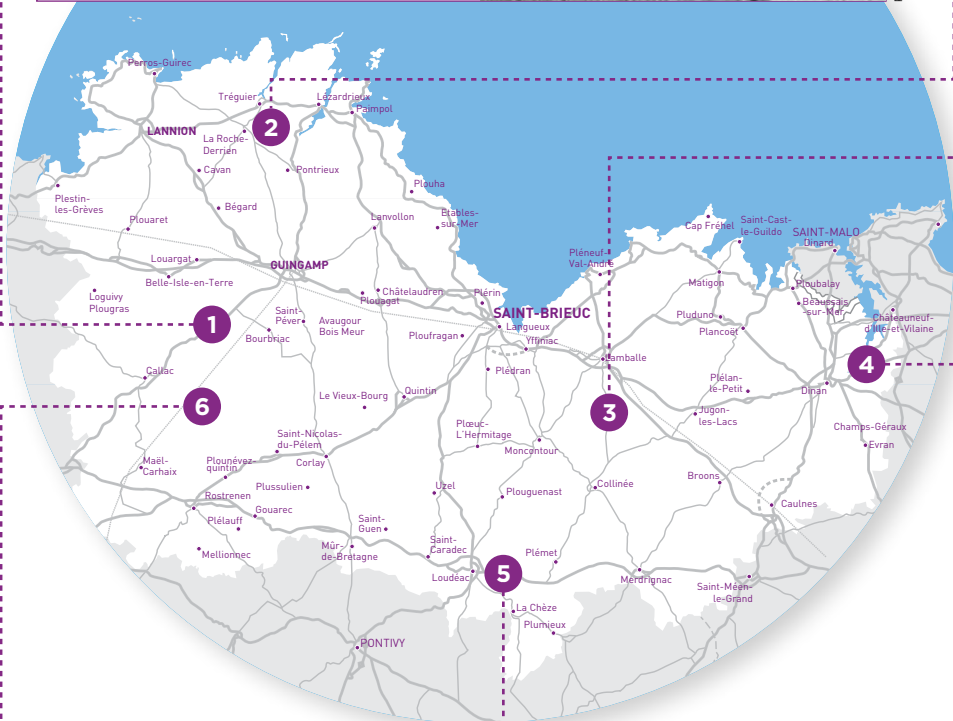 Perros-Guirec
Tréguier
Lézardrieux
Paimpol
LANNION
La Roche-
Derrien
2
Cavan
Pontrieux
Plestin-
les-Grèves
Bégard
Plouha
Plouaret
Lanvollon
Etables-
sur-Mer
Cap Fréhel
Saint-Cast-
le-Guildo
SAINT-MALO
Dinard
Louargat
GUINGAMP
Pléneuf-
Val-André
Belle-Isle-en-Terre
Matignon
Ploubalay
Loguivy
Plougras
Châtelaudren
Plouagat
Plérin
Beaussais
-sur-Mer
SAINT-BRIEUC
Saint-
Péver
Avaugour
Bois Meur
Pluduno
Châteauneuf-
d'Ille-et-Vilaine
1
Bourbriac
Ploufragan
Langueux
Yffiniac
Plancoët
Lamballe
4
Callac
Plédran
Plélan-
le-Petit
Dinan
6
Le Vieux-Bourg
Quintin
3
Jugon-
les-Lacs
Plœuc-
L'Hermitage
Moncontour
Champs-Géraux
Evran
Saint-Nicolas-
du-Pélem
Corlay
Maël-
Carhaix
Plounévez-
quintin
Plussulien
Uzel
Plouguenast
Collinée
Broons
Rostrenen
Gouarec
Caulnes
Plélauff
Saint-
Guen
Mellionnec
Mûr-
de-Bretagne
Saint-
Caradec
Loudéac
5
Plémet
Merdrignac
Saint-Méen-
le-Grand
La Chèze
Plumieux
PONTIVY